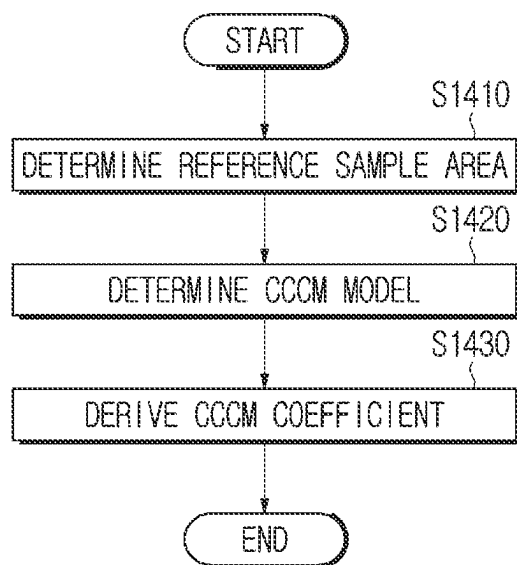 START
S1410
DETERMINE REFERENCE SAMPLE AREA
S1420
DETERMINE CCCM MODEL
S1430
DERIVE CCCM COEFFICIENT
END